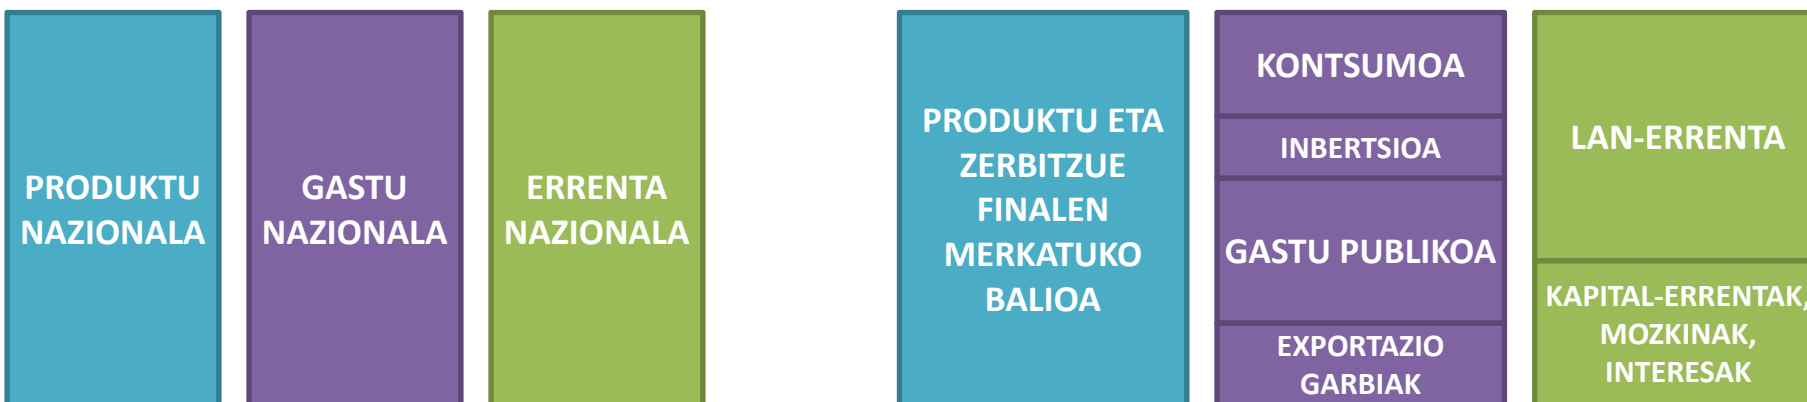 PRODUKTU
NAZIONALA
GASTU
NAZIONALA
ERRENTA
NAZIONALA
PRODUKTU ETA
ZERBITZUE
FINALEN
MERKATUKO
BALIOA
KONTSUMOA
INBERTSIOA
GASTU PUBLIKOA
EXPORTAZIO
GARBIAK
LAN-ERRENTA
KAPITAL-ERRENTAK,
MOZKINAK,
INTERESAK